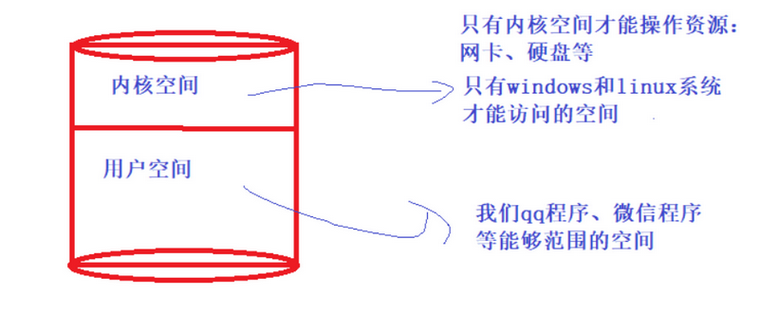 只有内核空间才能操作资源：
网卡、硬盘等
内核空间
只有windows和linux系统
才能访问的空间
用户空间
我们qq程序、微信程序
等能够范围的空间